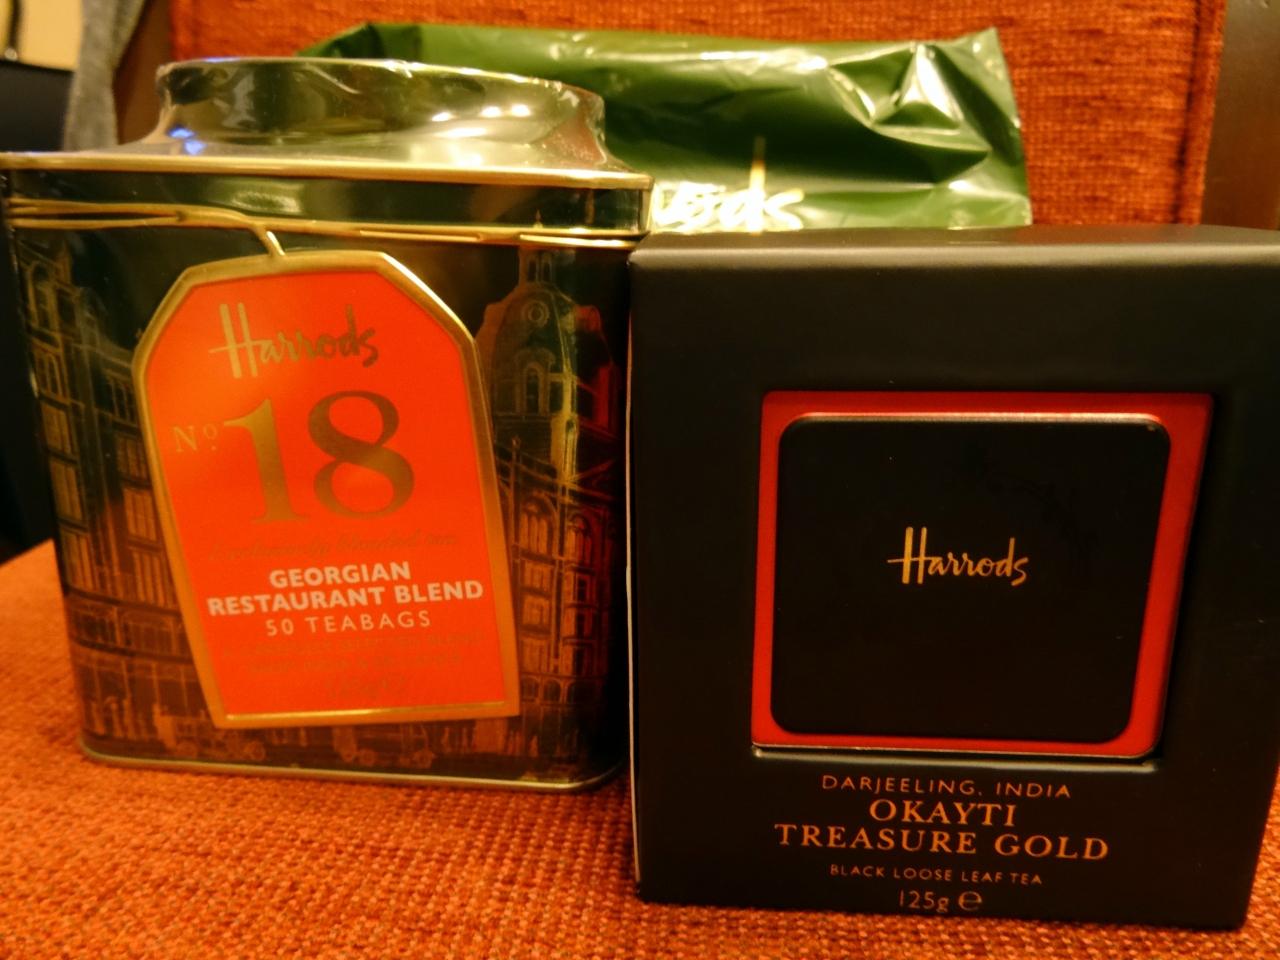 Harrods
No 18
GEORGIAN
RESTAURANT BLEND
50 TEABAGS
Harrods
DARJEELING, INDIA
OKAYTI
TREASURE GOLD
BLACK LOOSE LEAF TEA
125g e